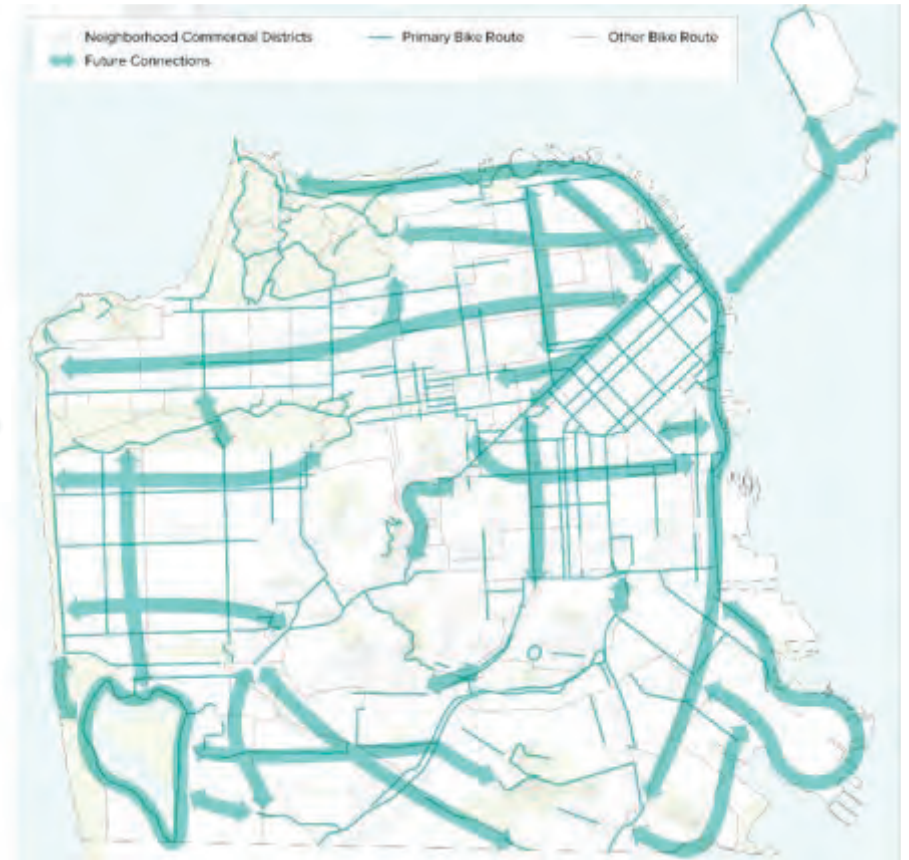 Neighborhood Commercial Districts
Primary Bike Route
Other Bike Route
Future Connections